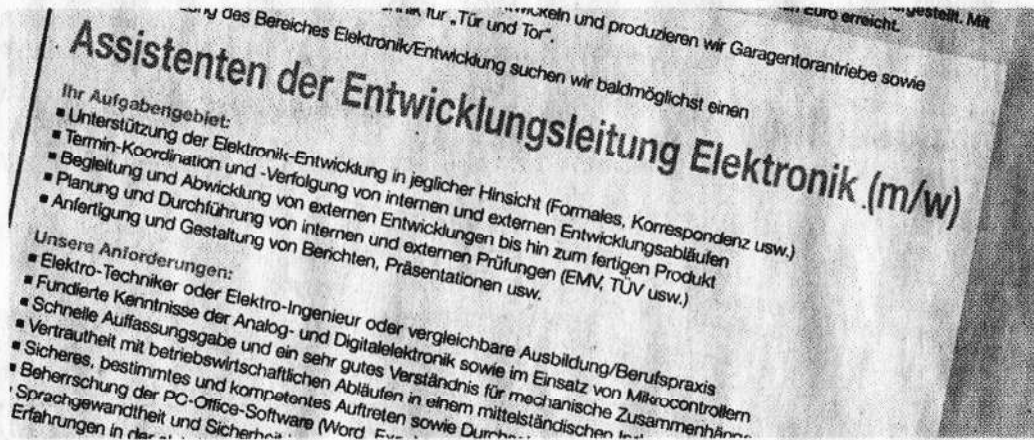 gestellt. Mit
Euro erreicht.
wickeln und produzieren wir Garagentorantriebe sowie
für „Tür und Tor“.
des Bereiches Elektronik/Entwicklung suchen wir baldmöglichst einen
Assistenten der Entwicklungsleitung Elektronik (m/w)
Ihr Aufgabengebiet:
▪ Unterstützung der Elektronik-Entwicklung in jeglicher Hinsicht (Formales, Korrespondenz usw.)
▪ Termin-Koordination und -Verfolgung von internen und externen Entwicklungsabläufen
▪ Begleitung und Abwicklung von externen Entwicklungen bis hin zum fertigen Produkt
▪ Planung und Durchführung von internen und externen Prüfungen (EMV, TÜV usw.)
▪ Anfertigung und Gestaltung von Berichten, Präsentationen usw.
Unsere Anforderungen:
▪ Elektro-Techniker oder Elektro-Ingenieur oder vergleichbare Ausbildung/Berufspraxis
▪ Fundierte Kenntnisse der Analog- und Digitalelektronik sowie im Einsatz von Mikrocontrollern
▪ Schnelle Auffassungsgabe und ein sehr gutes Verständnis für mechanische Zusammenhänge
▪ Vertrautheit mit betriebswirtschaftlichen Abläufen in einem mittelständischen
▪ Sicheres, bestimmtes und kompetentes Auftreten sowie
▪ Beherrschung der PC-Office-Software (Word,
Sprachgewandtheit und Sicherheit
Erfahrungen in der